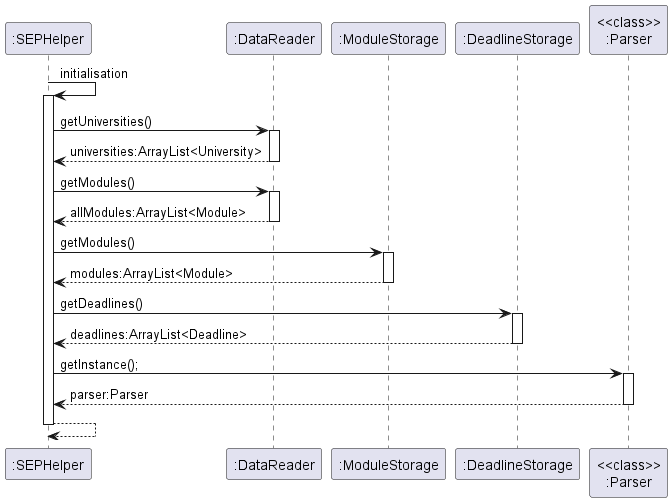 :SEPHelper
:DataReader
:ModuleStorage
:DeadlineStorage
<<class>>
:Parser
initialisation
getUniversities()
universities:ArrayList<University>
getModules()
allModules:ArrayList<Module>
getModules()
modules:ArrayList<Module>
getDeadlines()
deadlines:ArrayList<Deadline>
getInstance();
parser:Parser
:SEPHelper
:DataReader
:ModuleStorage
:DeadlineStorage
<<class>>
:Parser